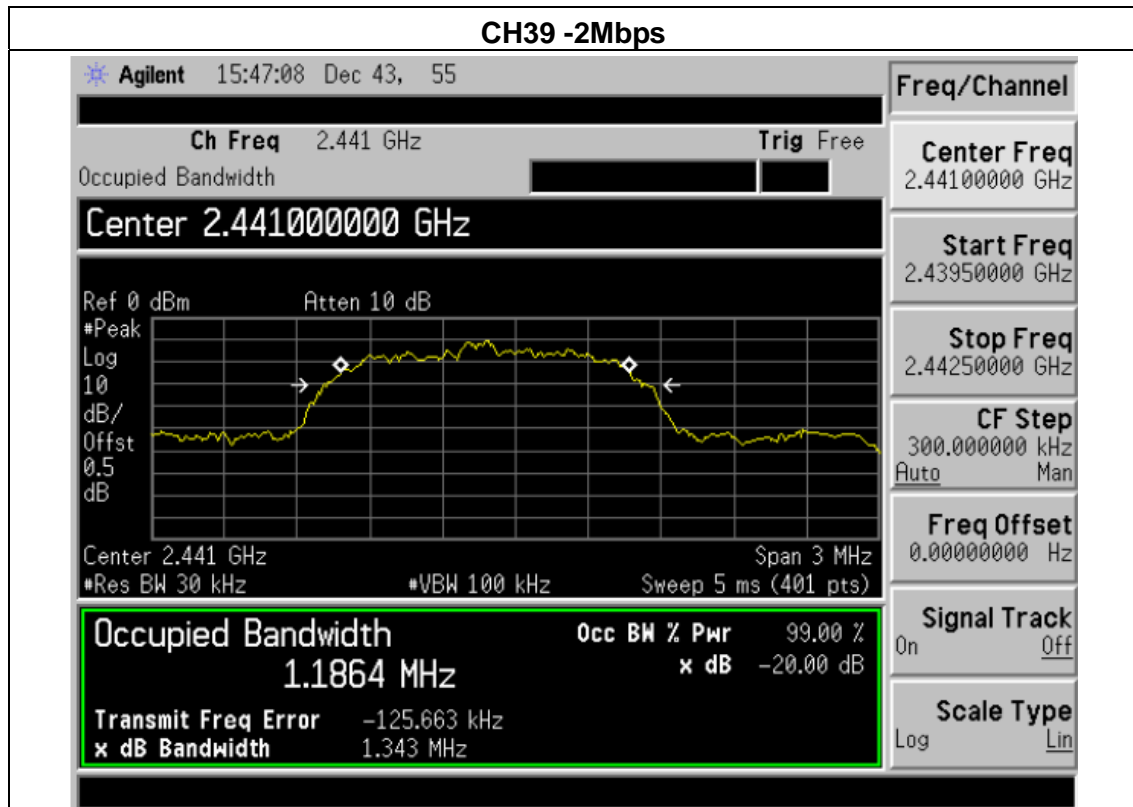 CH39 -2Mbps
Agilent 15:47:08 Dec 43, 55
Freq/Channel
Ch Freq 2.441 GHz Trig Free
Occupied Bandwidth
Center 2.441000000 GHz
Ref 0 dBm Atten 10 dB
#Peak
Log
10
dB/
Offst
0.5
dB
Center 2.441 GHz Span 3 MHz
#Res BW 30 kHz #VBW 100 kHz Sweep 5 ms (401 pts)
Occupied Bandwidth Occ BW % Pwr 99.00 %
1.1864 MHz x dB -20.00 dB
Transmit Freq Error -125.663 kHz
x dB Bandwidth 1.343 MHz
Center Freq
2.44100000 GHz
Start Freq
2.43950000 GHz
Stop Freq
2.44250000 GHz
CF Step
300.000000 kHz
Auto Man
Freq Offset
0.00000000 Hz
Signal Track
On Off
Scale Type
Log Lin